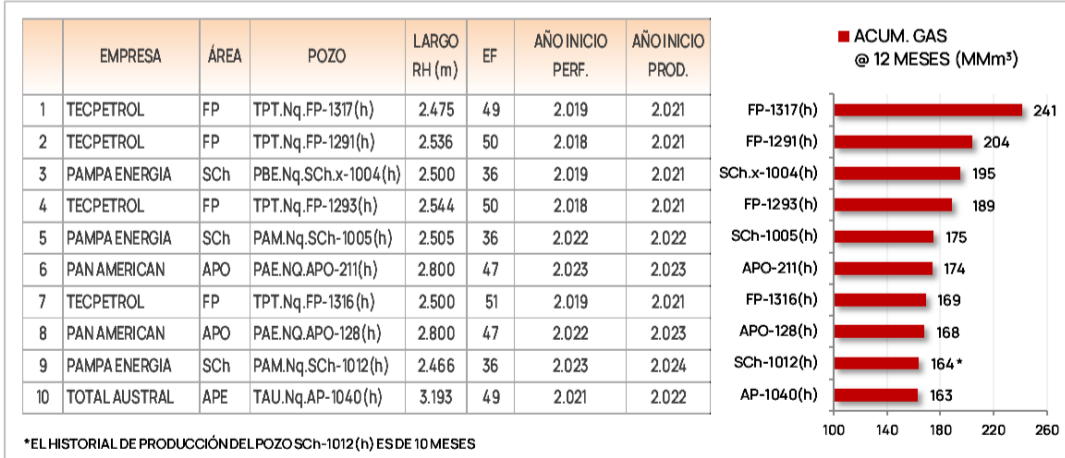 EMPRESA ÁREA POZO LARGO RH (m) EF AÑO INICIO PERF. AÑO INICIO PROD.
1 TECPETROL FP TPT.Nq.FP-1317(h) 2.475 49 2.019 2.021
2 TECPETROL FP TPT.Nq.FP-1291(h) 2.536 50 2.018 2.021
3 PAMPA ENERGIA SCh PBE.Nq.SCh.x-1004(h) 2.500 36 2.019 2.021
4 TECPETROL FP TPT.Nq.FP-1293(h) 2.544 50 2.018 2.021
5 PAMPA ENERGIA SCh PAM.Nq.SCh-1005(h) 2.505 36 2.022 2.022
6 PAN AMERICAN APO PAE.NQ.APO-211(h) 2.800 47 2.023 2.023
7 TECPETROL FP TPT.Nq.FP-1316(h) 2.500 51 2.019 2.021
8 PAN AMERICAN APO PAE.NQ.APO-128(h) 2.800 47 2.022 2.023
9 PAMPA ENERGIA SCh PAM.Nq.SCh-1012(h) 2.466 36 2.023 2.024
10 TOTAL AUSTRAL APE TAU.Nq.AP-1040(h) 3.193 49 2.021 2.022
*EL HISTORIAL DE PRODUCCIÓN DEL POZO SCh-1012 (h) ES DE 10 MESES
ACUM. GAS
@ 12 MESES (MMm³)
FP-1317(h) 241
FP-1291(h) 204
SCh.x-1004(h) 195
FP-1293(h) 189
SCh-1005(h) 175
APO-211(h) 174
FP-1316(h) 169
APO-128(h) 168
SCh-1012(h) 164*
AP-1040(h) 163
100 140 180 220 260